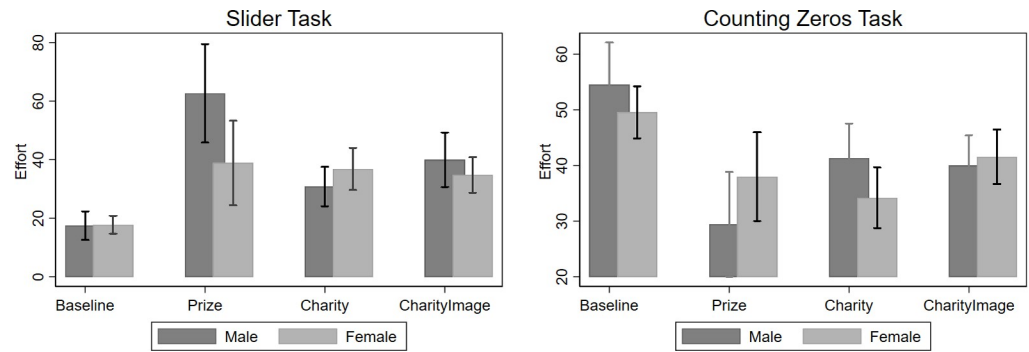 Slider Task
80
60
40
20
0
Effort
Baseline
Prize
Charity
CharityImage
Male
Female
Counting Zeros Task
60
50
40
30
20
Effort
Baseline
Prize
Charity
CharityImage
Male
Female